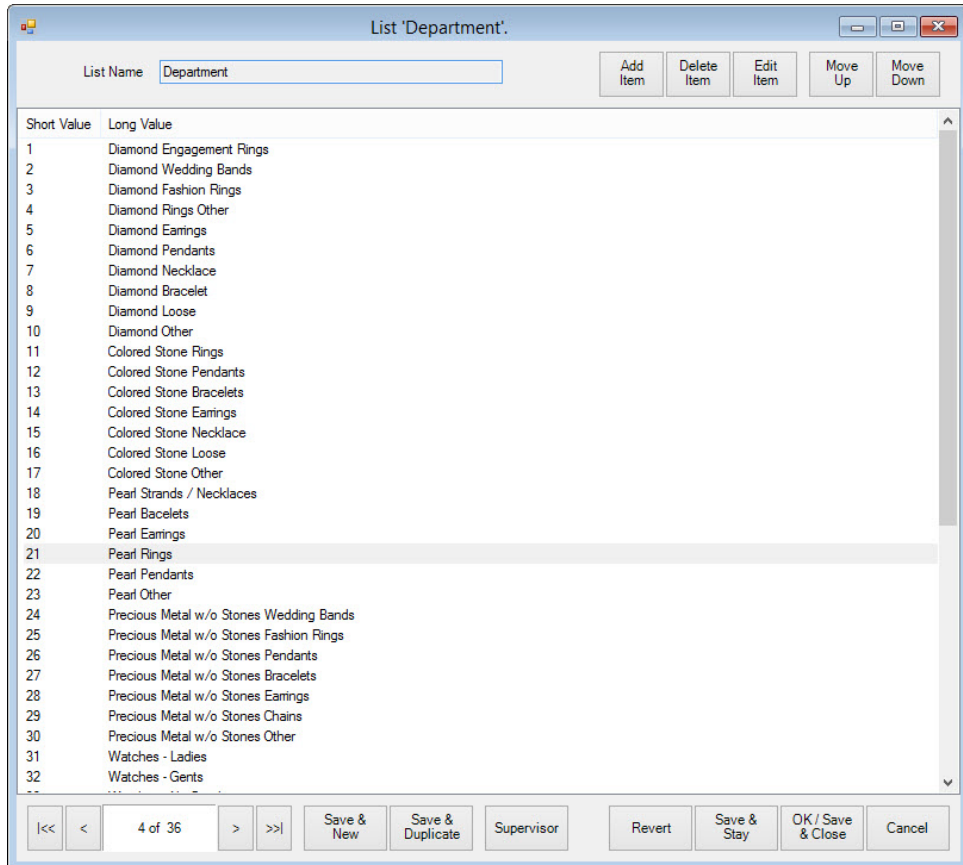 List 'Department'.
List Name Department
Add Item Delete Item Edit Item Move Up Move Down
Short Value Long Value
1 Diamond Engagement Rings
2 Diamond Wedding Bands
3 Diamond Fashion Rings
4 Diamond Rings Other
5 Diamond Earrings
6 Diamond Pendants
7 Diamond Necklace
8 Diamond Bracelet
9 Diamond Loose
10 Diamond Other
11 Colored Stone Rings
12 Colored Stone Pendants
13 Colored Stone Bracelets
14 Colored Stone Earrings
15 Colored Stone Necklace
16 Colored Stone Loose
17 Colored Stone Other
18 Pearl Strands / Necklaces
19 Pearl Bacelets
20 Pearl Earrings
21 Pearl Rings
22 Pearl Pendants
23 Pearl Other
24 Precious Metal w/o Stones Wedding Bands
25 Precious Metal w/o Stones Fashion Rings
26 Precious Metal w/o Stones Pendants
27 Precious Metal w/o Stones Bracelets
28 Precious Metal w/o Stones Earrings
29 Precious Metal w/o Stones Chains
30 Precious Metal w/o Stones Other
31 Watches - Ladies
32 Watches - Gents
|<< < 4 of 36 > >>| Save & New Save & Duplicate Supervisor Revert Save & Stay OK / Save & Close Cancel